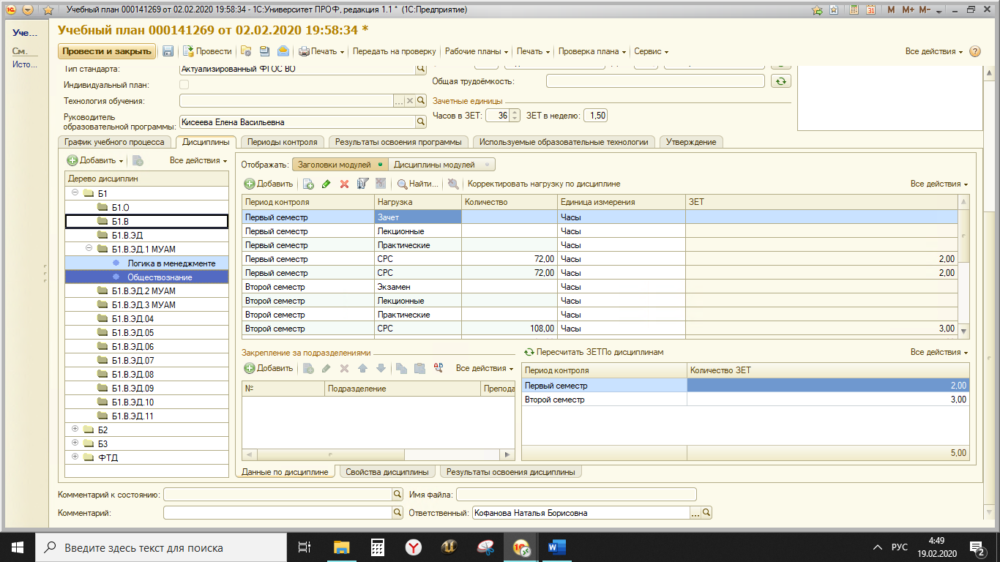 Учебный план 000141269 от 02.02.2020 19:58:34 - 1С:Университет ПРОФ, редакция 1.1 * (1С:Предприятие)
M M+ M-
Уче...
См.
Исто...
Учебный план 000141269 от 02.02.2020 19:58:34 *
Провести и закрыть Провести Печать Передать на проверку Рабочие планы Печать Проверка плана Сервис Все действия
Тип стандарта: Актуализированный ФГОС ВО
Индивидуальный план: Общая трудоёмкость:
Технология обучения: Зачетные единицы
Руководитель образовательной программы: Кисеева Елена Васильевна Часов в ЗЕТ: 36 ЗЕТ в неделю: 1,50
График учебного процесса Дисциплины Периоды контроля Результаты освоения программы Используемые образовательные технологии Утверждение
Добавить Все действия
Дерево дисциплин
Б1
Б1.О
Б1.В
Б1.В.ЭД
Б1.В.ЭД.1 МУАМ
Логика в менеджменте
Обществознание
Б1.В.ЭД.2 МУАМ
Б1.В.ЭД.3 МУАМ
Б1.В.ЭД.04
Б1.В.ЭД.05
Б1.В.ЭД.06
Б1.В.ЭД.07
Б1.В.ЭД.08
Б1.В.ЭД.09
Б1.В.ЭД.10
Б1.В.ЭД.11
Б2
Б3
ФТД
Отображать: Заголовки модулей Дисциплины модулей
Добавить Найти... Корректировать нагрузку по дисциплине Все действия
Период контроля Нагрузка Количество Единица измерения ЗЕТ
Первый семестр Зачет Часы
Первый семестр Лекционные Часы
Первый семестр Практические Часы
Первый семестр СРС 72,00 Часы 2,00
Первый семестр СРС 72,00 Часы 2,00
Второй семестр Экзамен Часы
Второй семестр Лекционные Часы
Второй семестр Практические Часы
Второй семестр СРС 108,00 Часы 3,00
Закрепление за подразделениями
Добавить Все действия
№ Подразделение Препода
Пересчитать ЗЕТПо дисциплинам Все действия
Период контроля Количество ЗЕТ
Первый семестр 2,00
Второй семестр 3,00
5,00
Данные по дисциплине Свойства дисциплины Результаты освоения дисциплины
Комментарий к состоянию: Имя файла:
Комментарий: Ответственный: Кофанова Наталья Борисовна
Введите здесь текст для поиска
РУС
4:49
19.02.2020
2